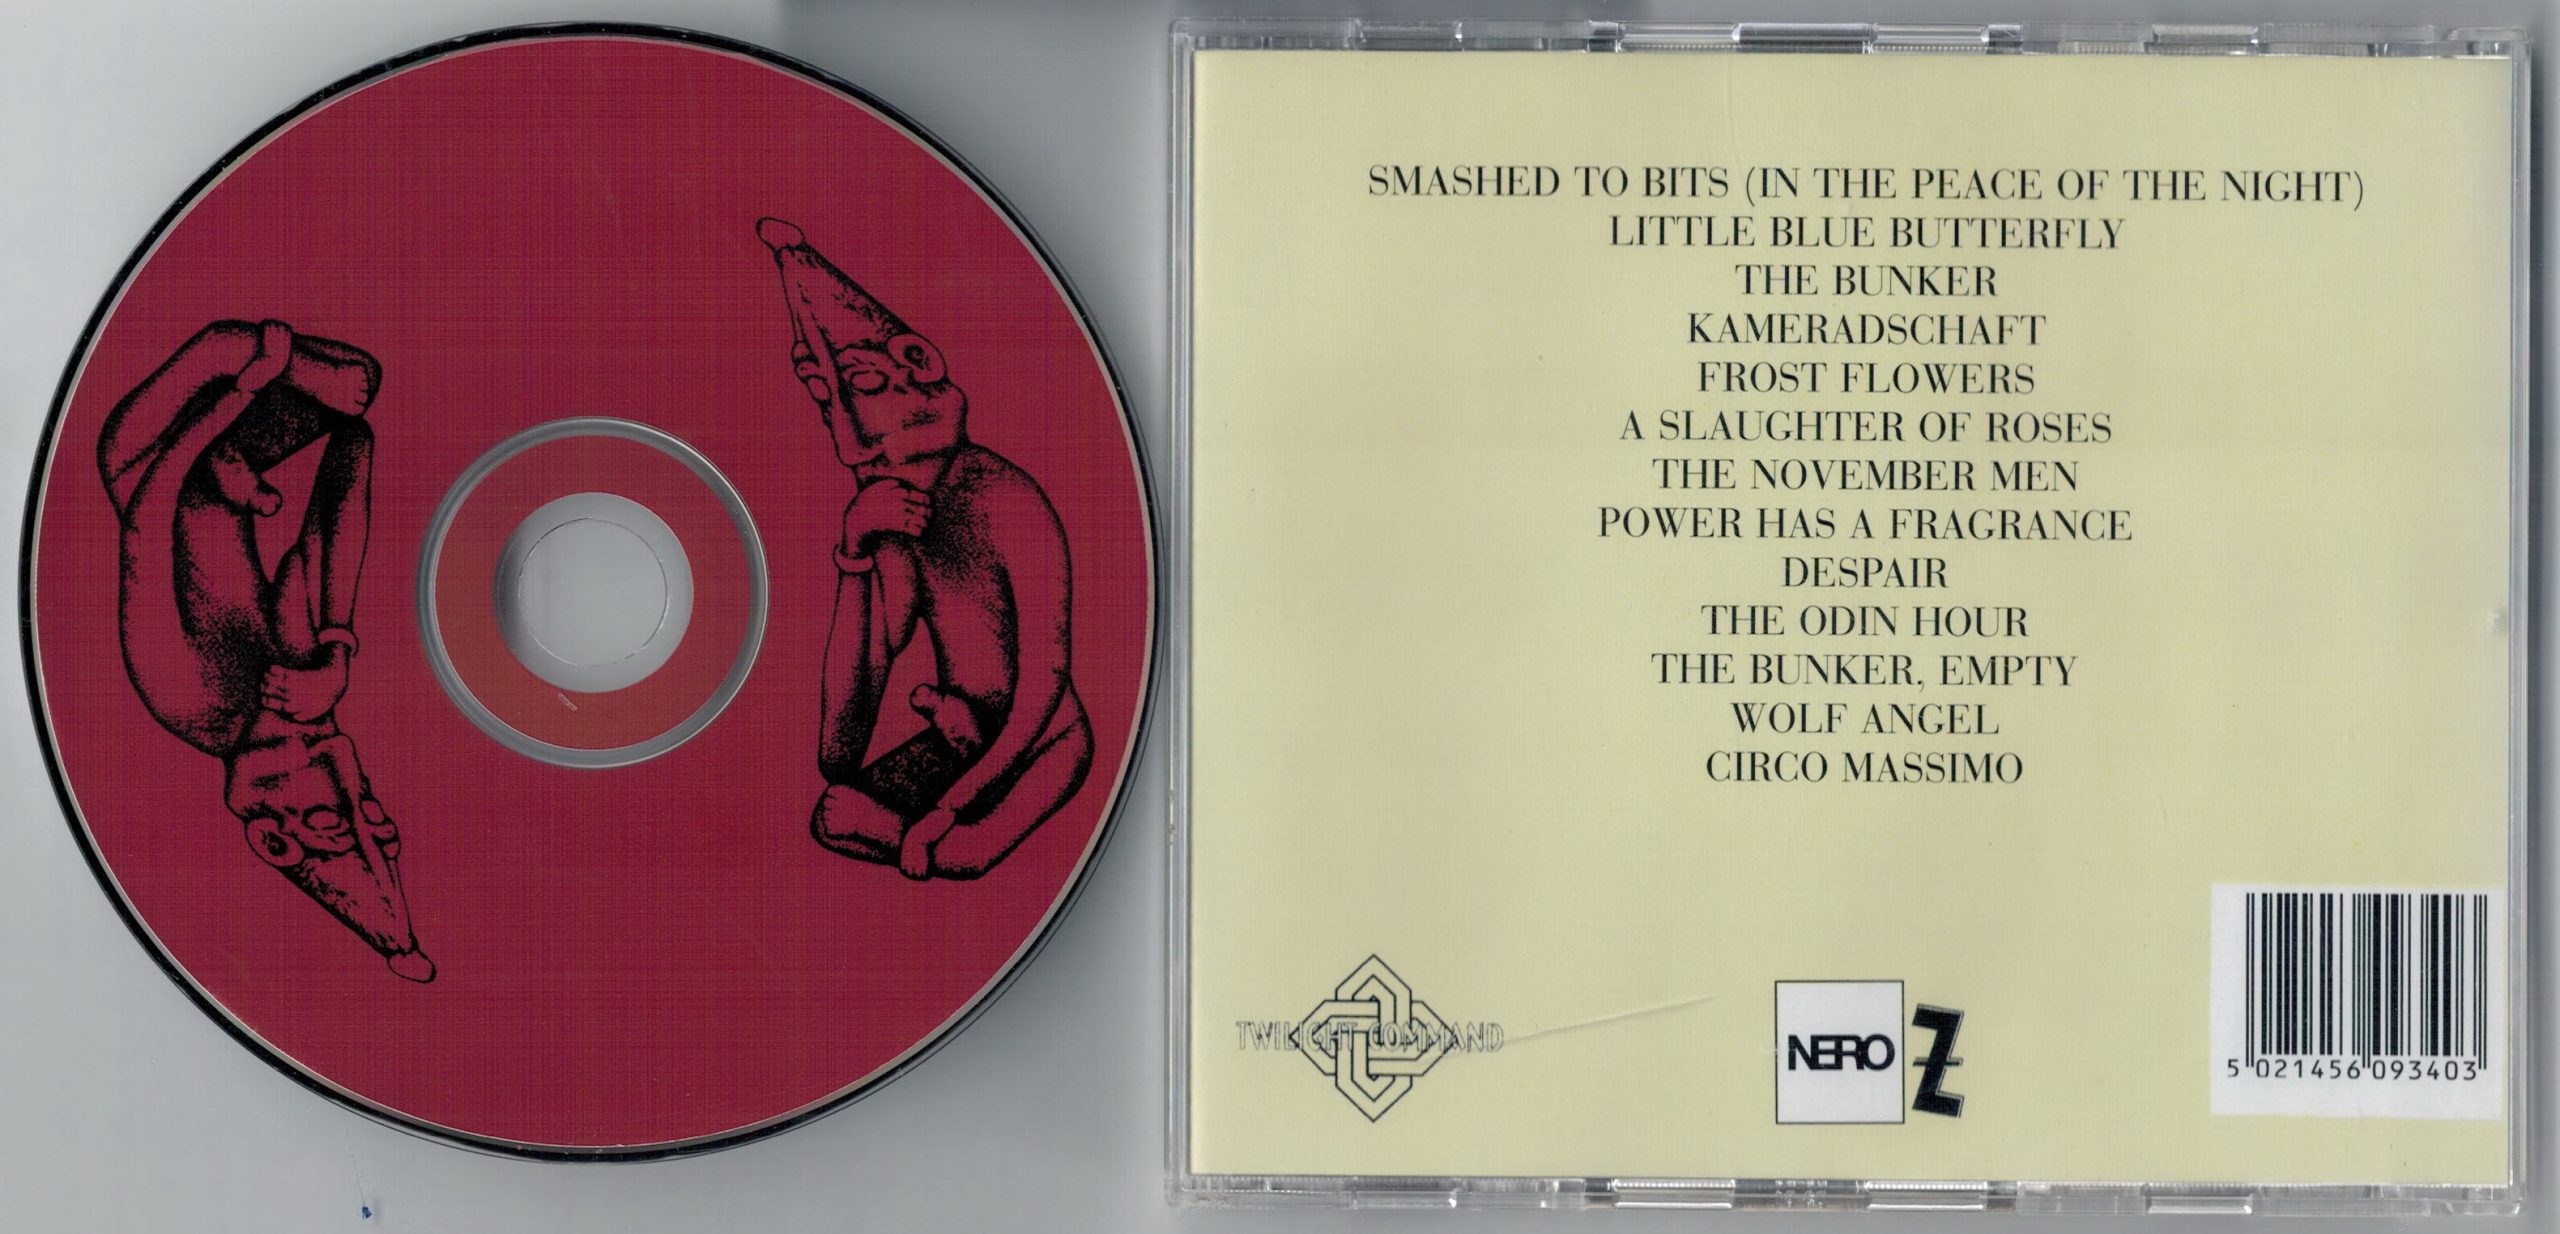 SMASHED TO BITS (IN THE PEACE OF THE NIGHT)
LITTLE BLUE BUTTERFLY
THE BUNKER
KAMERADSCHAFT
FROST FLOWERS
A SLAUGHTER OF ROSES
THE NOVEMBER MEN
POWER HAS A FRAGRANCE
DESPAIR
THE ODIN HOUR
THE BUNKER, EMPTY
WOLF ANGEL
CIRCO MASSIMO
TWILIGHT COMMAND
NERO
5 021456 093403